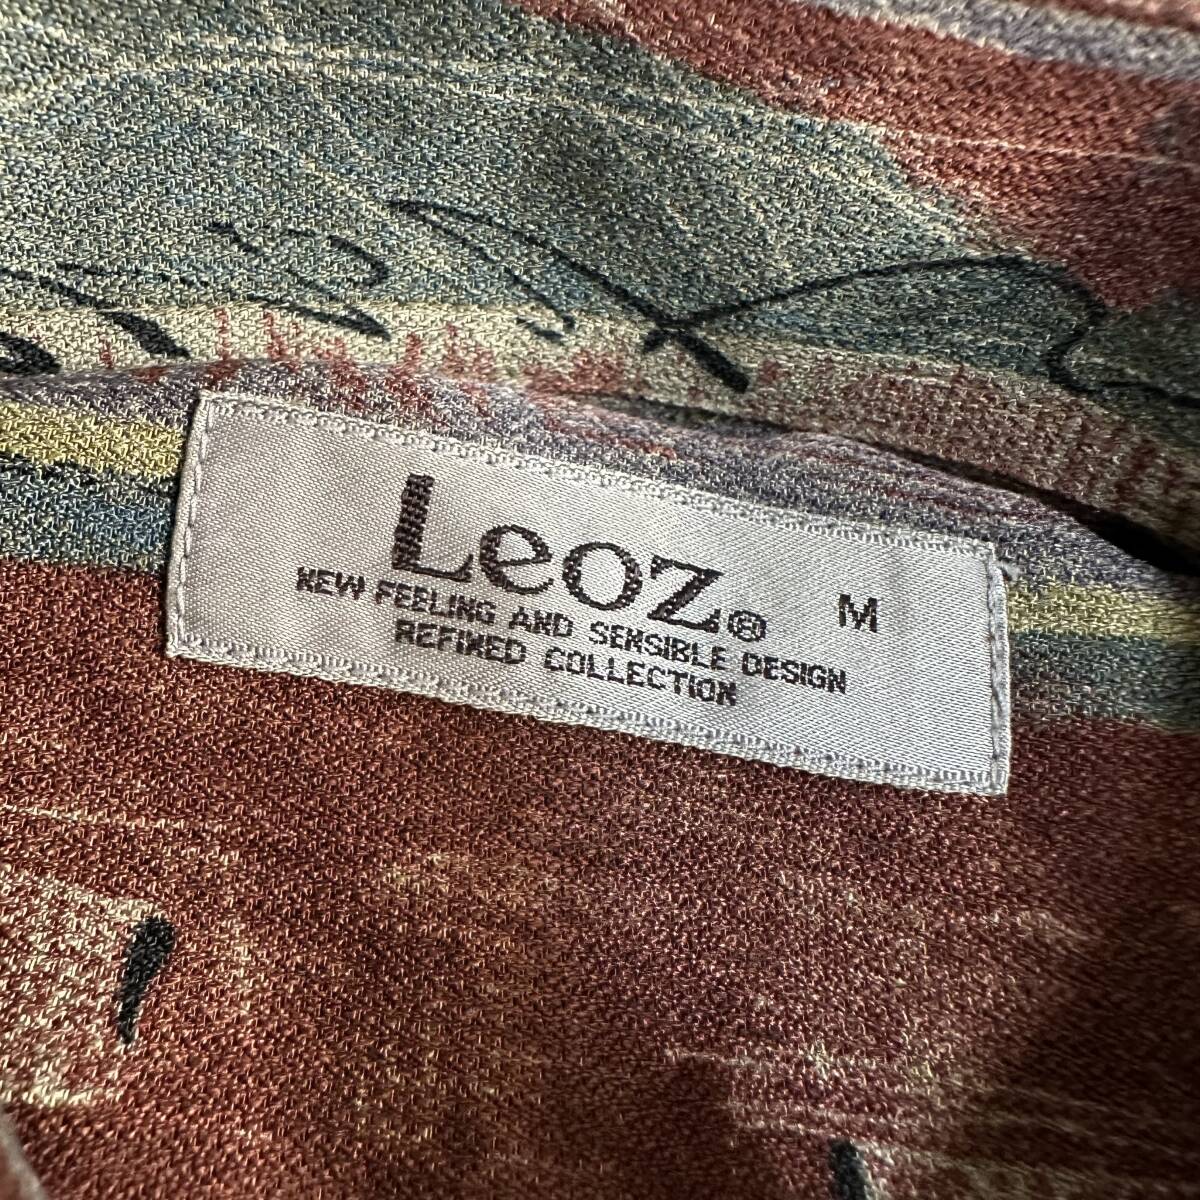 Leoz® M
NEW FEELING AND SENSIBLE DESIGN
REFINED COLLECTION